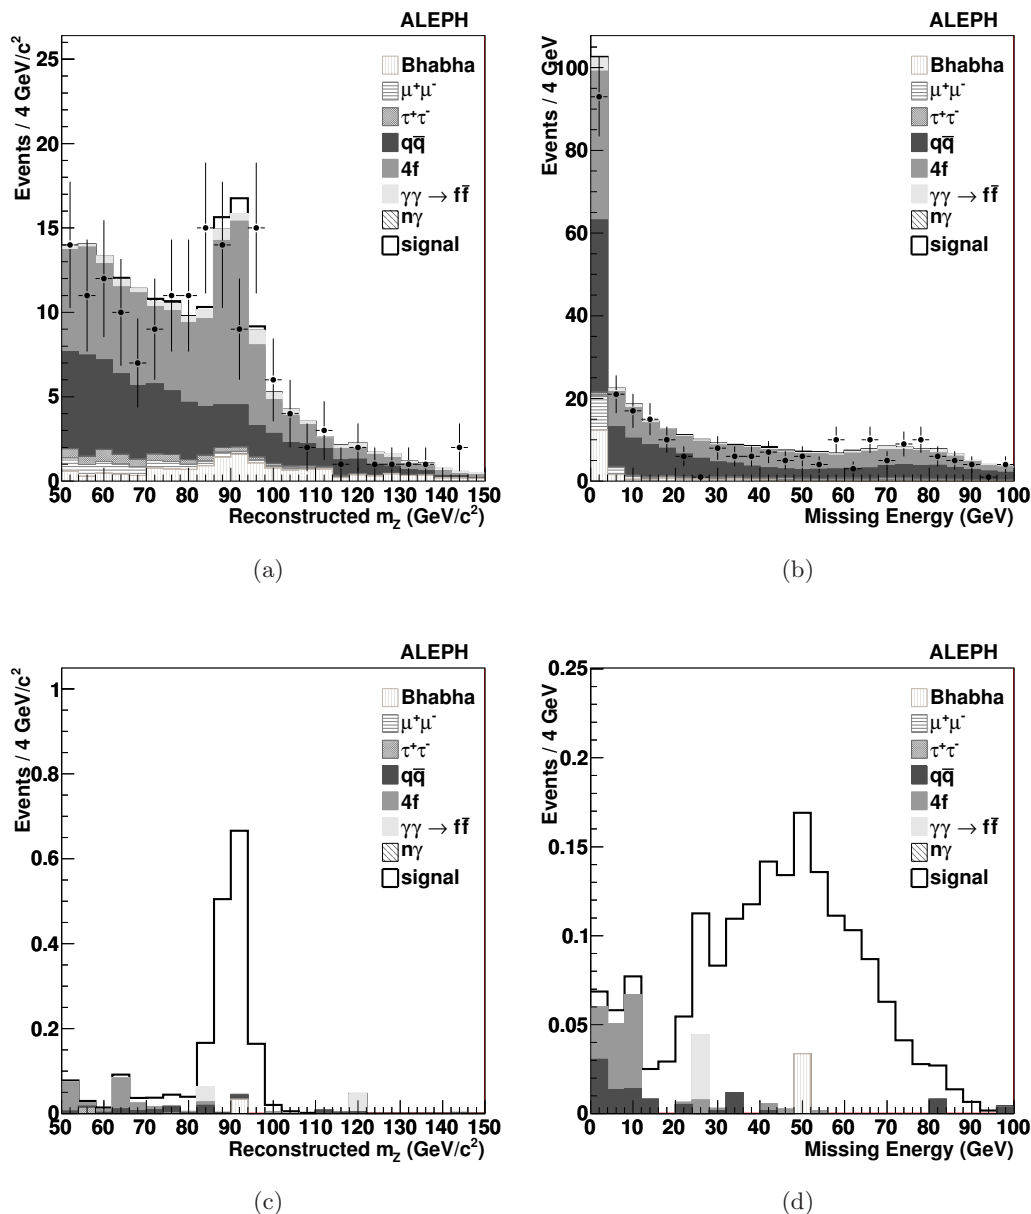 ALEPH
Events / 4 GeV/c²
25
20
15
10
5
0
Bhabha
μ⁺μ⁻
τ⁺τ⁻
qq̅
4f
γγ → ff̅
nγ
signal
50 60 70 80 90 100 110 120 130 140 150
Reconstructed m_Z (GeV/c²)
(a)
ALEPH
Events / 4 GeV
100
80
60
40
20
0
Bhabha
μ⁺μ⁻
τ⁺τ⁻
qq̅
4f
γγ → ff̅
nγ
signal
0 10 20 30 40 50 60 70 80 90 100
Missing Energy (GeV)
(b)
ALEPH
Events / 4 GeV/c²
1
0.8
0.6
0.4
0.2
0
Bhabha
μ⁺μ⁻
τ⁺τ⁻
qq̅
4f
γγ → ff̅
nγ
signal
50 60 70 80 90 100 110 120 130 140 150
Reconstructed m_Z (GeV/c²)
(c)
ALEPH
Events / 4 GeV
0.25
0.2
0.15
0.1
0.05
0
Bhabha
μ⁺μ⁻
τ⁺τ⁻
qq̅
4f
γγ → ff̅
nγ
signal
0 10 20 30 40 50 60 70 80 90 100
Missing Energy (GeV)
(d)